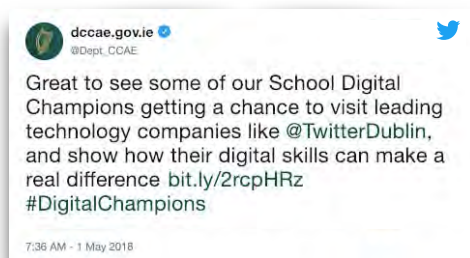 dccae.gov.ie
@Dept_CCAE
Great to see some of our School Digital
Champions getting a chance to visit leading
technology companies like @TwitterDublin,
and show how their digital skills can make a
real difference bit.ly/2rcpHRz
#DigitalChampions
7:36 AM - 1 May 2018